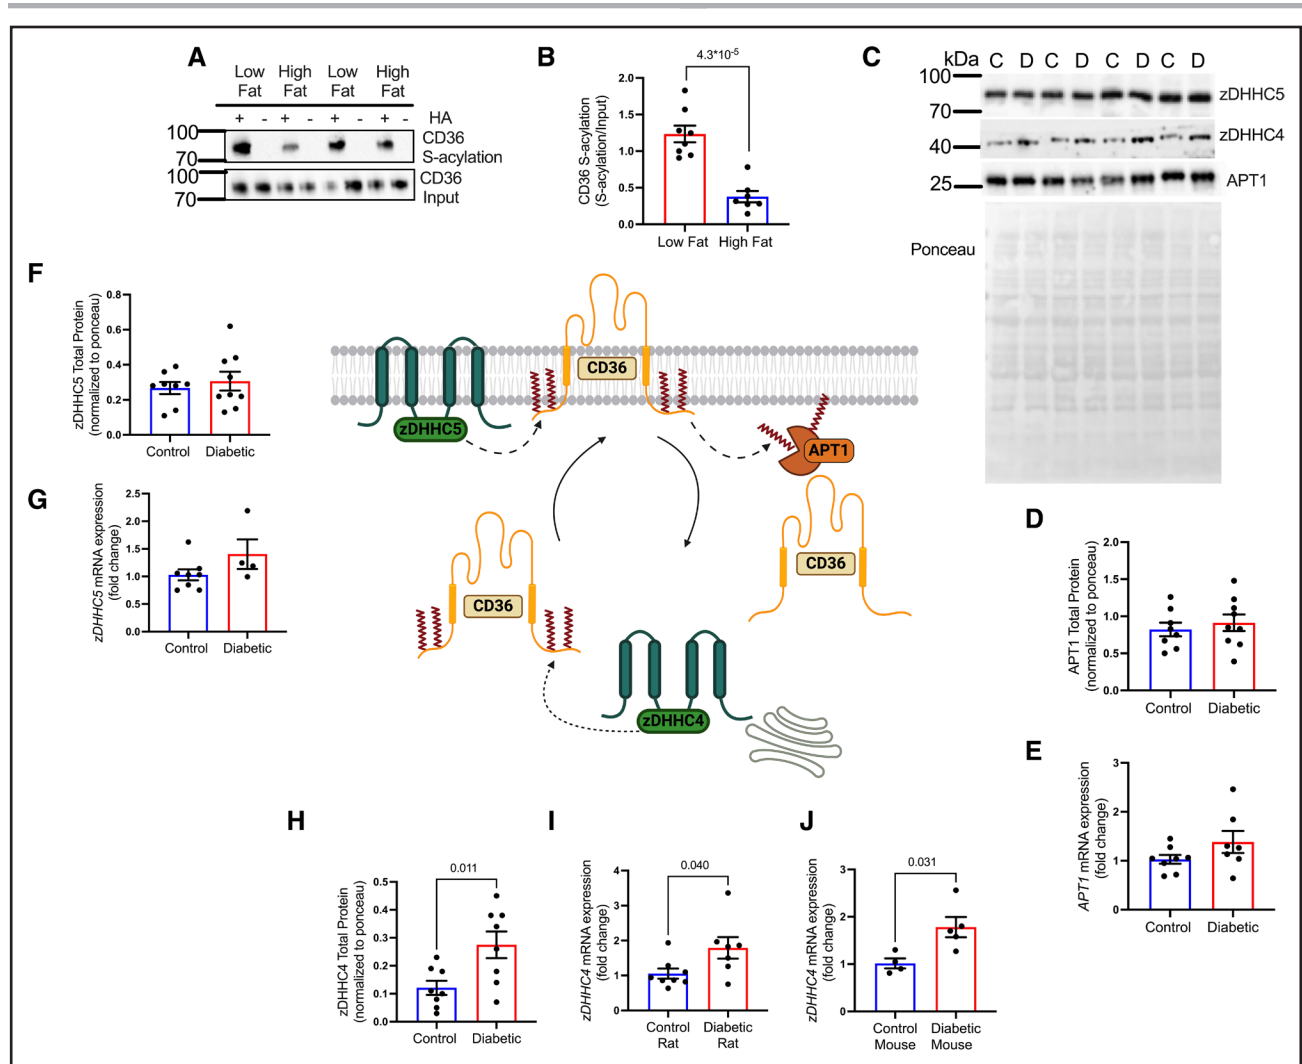 A
Low Fat
High Fat
Low Fat
High Fat
+ - + - + - + - HA
100
70
CD36
S-acylation
100
70
CD36
Input
B
4.3*10-5
CD36 S-acylation
(S-acylation/Input)
2.0
1.5
1.0
0.5
0.0
Low Fat High Fat
C
kDa C D C D C D C D
100
70
zDHHC5
40
zDHHC4
25
APT1
Ponceau
F
zDHHC5 Total Protein
(normalized to ponceau)
0.8
0.6
0.4
0.2
0.0
Control Diabetic
G
zDHHC5 mRNA expression
(fold change)
2.5
2.0
1.5
1.0
0.5
0.0
Control Diabetic
CD36
zDHHC5
APT1
CD36
CD36
zDHHC4
D
APT1 Total Protein
(normalized to ponceau)
2.0
1.5
1.0
0.5
0.0
Control Diabetic
E
APT1 mRNA expression
(fold change)
3
2
1
0
Control Diabetic
H
0.011
zDHHC4 Total Protein
(normalized to ponceau)
0.5
0.4
0.3
0.2
0.1
0.0
Control Diabetic
I
0.040
zDHHC4 mRNA expression
(fold change)
4
3
2
1
0
Control Rat
Diabetic Rat
J
0.031
zDHHC4 mRNA expression
(fold change)
3
2
1
0
Control Mouse
Diabetic Mouse